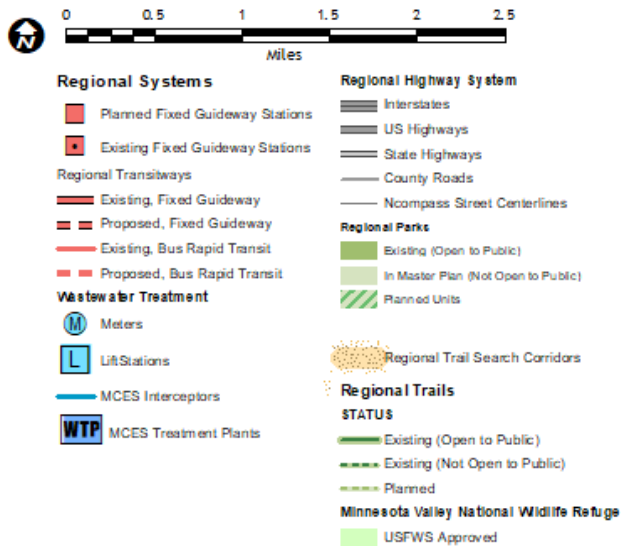 0 0.5 1 1.5 2 2.5
N
Miles
Regional Systems
Planned Fixed Guideway Stations
Existing Fixed Guideway Stations
Regional Transitways
Existing, Fixed Guideway
Proposed, Fixed Guideway
Existing, Bus Rapid Transit
Proposed, Bus Rapid Transit
Wastewater Treatment
M Meters
L LiftStations
MCES Interceptors
WTP MCES Treatment Plants
Regional Highway System
Interstates
US Highways
State Highways
County Roads
Ncompass Street Centerlines
Regional Parks
Existing (Open to Public)
In Master Plan (Not Open to Public)
Planned Units
Regional Trail Search Corridors
Regional Trails
STATUS
Existing (Open to Public)
Existing (Not Open to Public)
Planned
Minnesota Valley National Wildlife Refuge
USFWS Approved